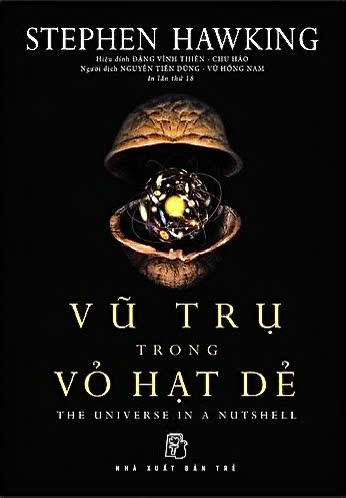 STEPHEN HAWKING
Hiệu đính ĐẶNG VĨNH THIÊN - CHU HẢO
Người dịch NGUYỄN TIẾN DŨNG - VŨ HỒNG NAM
In lần thứ 18
VŨ TRỤ
TRONG
VỎ HẠT DẺ
THE UNIVERSE IN A NUTSHELL
NHÀ XUẤT BẢN TRẺ